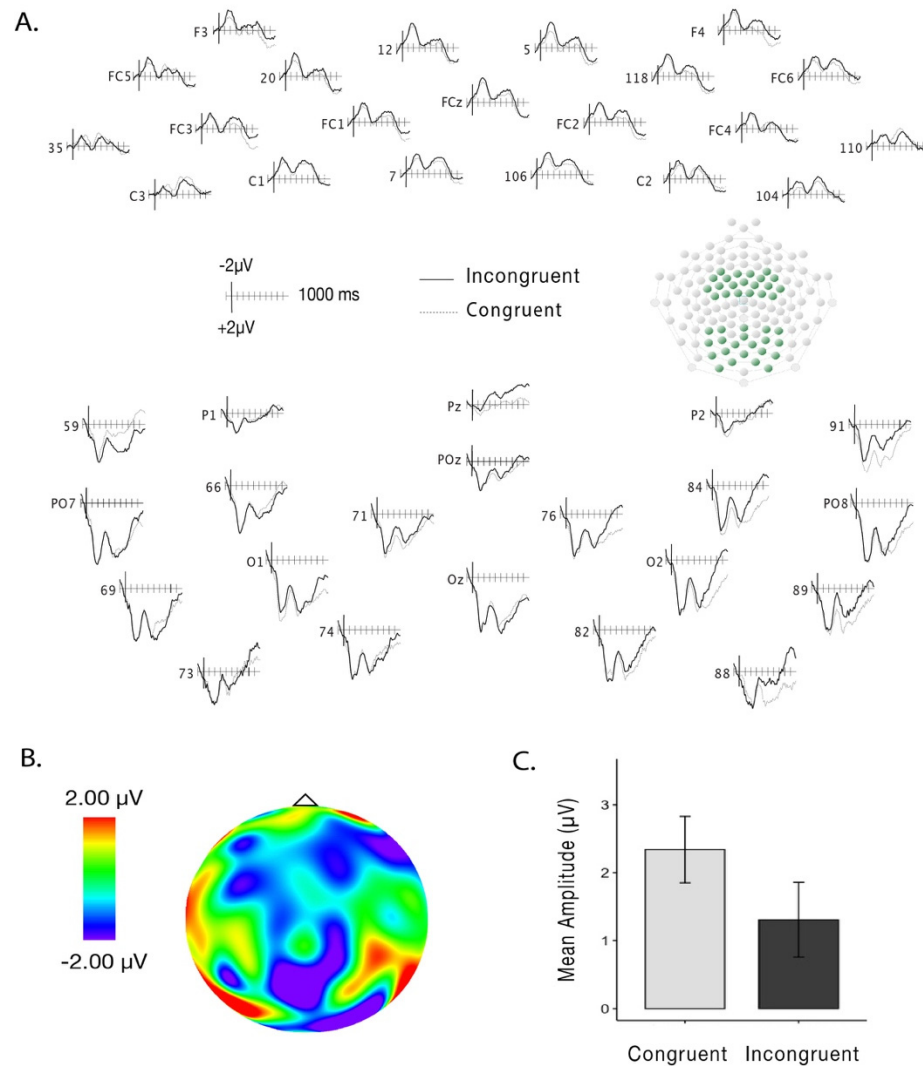 A.
F3
12
5
F4
FC5
20
118
FC6
FCz
FC3
FC1
FC2
FC4
35
110
C3
C1
7
106
C2
104
-2µV
1000 ms
+2µV
Incongruent
Congruent
59
P1
Pz
P2
91
POz
PO7
66
71
76
84
PO8
O1
Oz
O2
69
89
74
82
73
88
B.
C.
2.00 µV
-2.00 µV
Mean Amplitude (µV)
3
2
1
0
Congruent
Incongruent